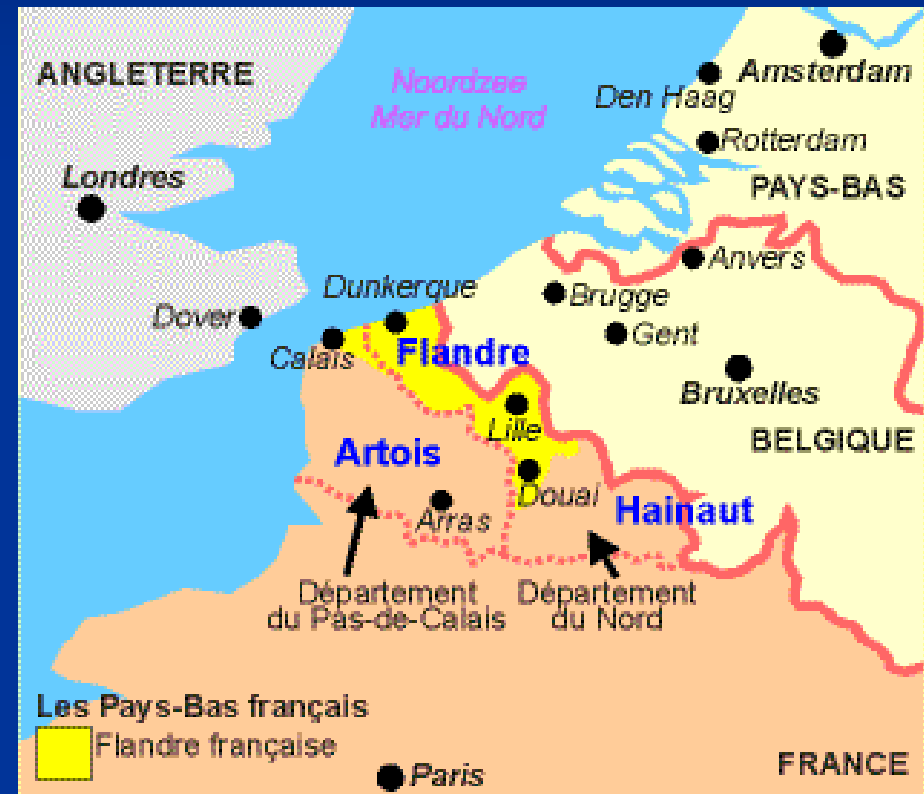 ANGLETERRE
Noordzee
Mer du Nord
Amsterdam
Den Haag
Rotterdam
Londres
PAYS-BAS
Anvers
Dunkerque
Brugge
Dover
Gent
Calais
Flandre
Bruxelles
Lille
BELGIQUE
Artois
Douai
Arras
Hainaut
Département
du Pas-de-Calais
Département
du Nord
Les Pays-Bas français
Flandre française
Paris
FRANCE